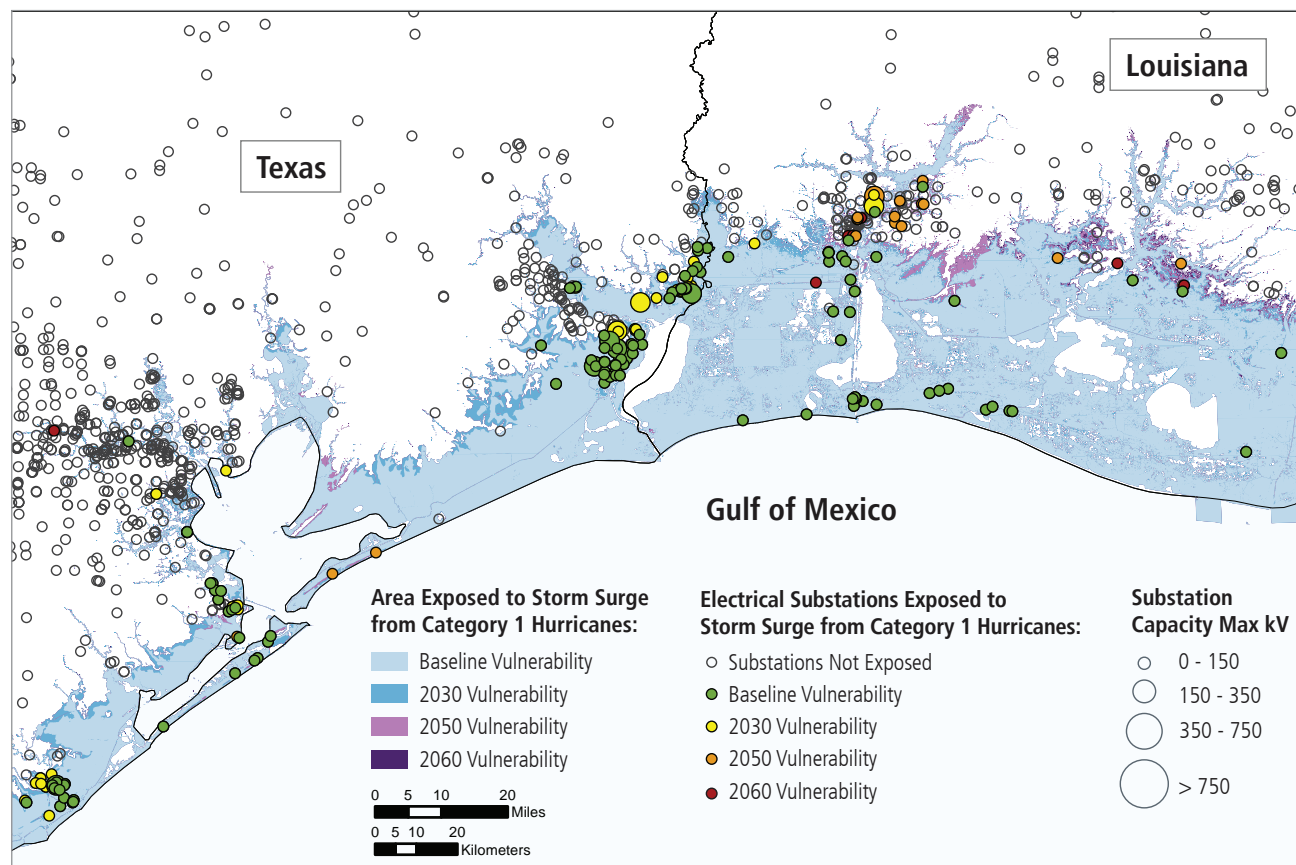 Louisiana
Texas
Gulf of Mexico
Area Exposed to Storm Surge
from Category 1 Hurricanes:
Baseline Vulnerability
2030 Vulnerability
2050 Vulnerability
2060 Vulnerability
0 5 10 20
Miles
0 5 10 20
Kilometers
Electrical Substations Exposed to
Storm Surge from Category 1 Hurricanes:
Substations Not Exposed
Baseline Vulnerability
2030 Vulnerability
2050 Vulnerability
2060 Vulnerability
Substation
Capacity Max kV
0 - 150
150 - 350
350 - 750
> 750